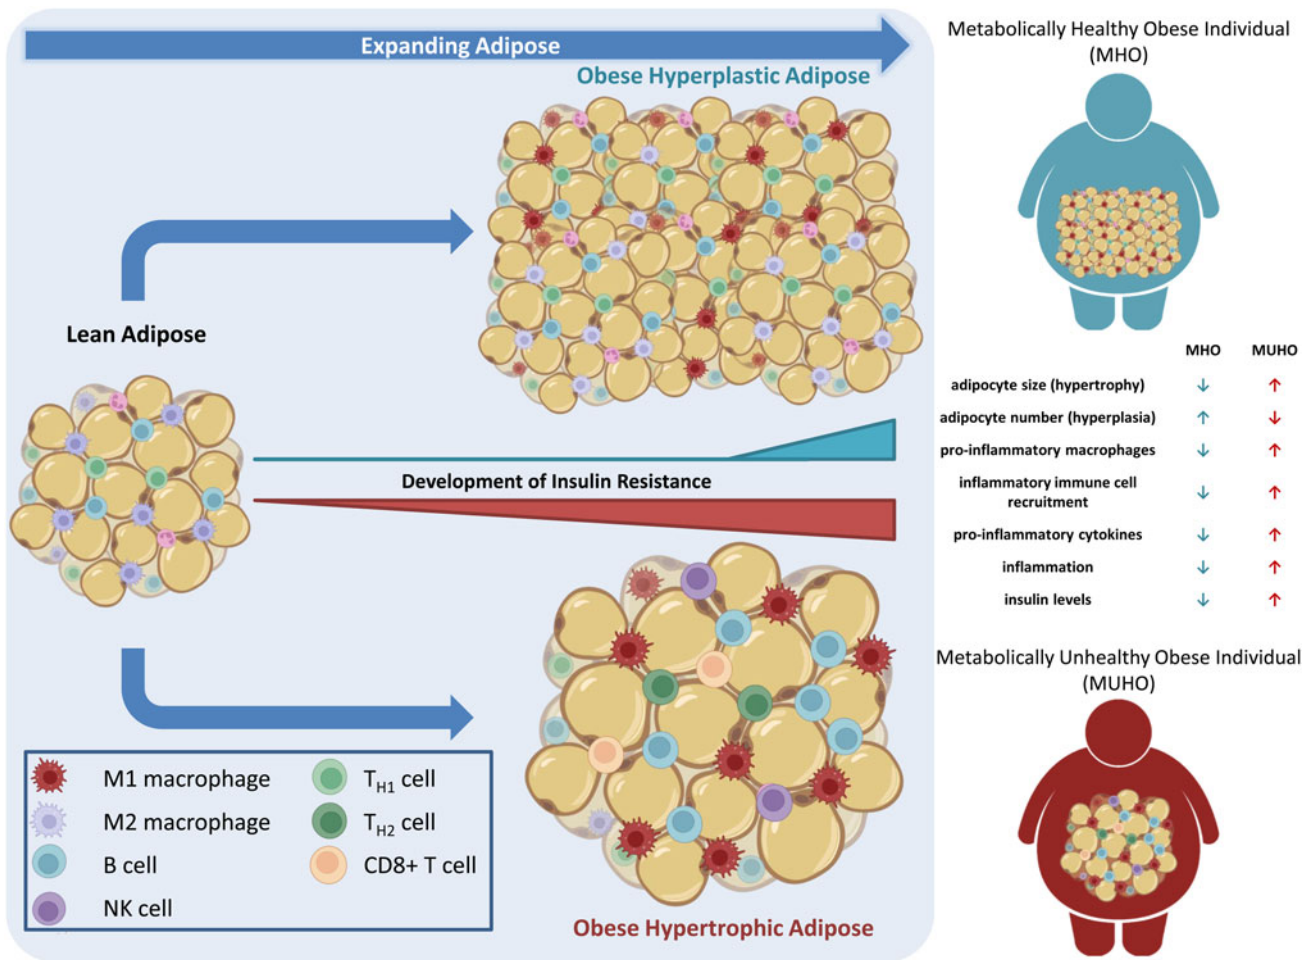 Expanding Adipose
Obese Hyperplastic Adipose
Lean Adipose
Development of Insulin Resistance
M1 macrophage
M2 macrophage
B cell
NK cell
TH1 cell
TH2 cell
CD8+ T cell
Obese Hypertrophic Adipose
Metabolically Healthy Obese Individual
(MHO)
MHO MUHO
adipocyte size (hypertrophy) ↓ ↑
adipocyte number (hyperplasia) ↑ ↓
pro-inflammatory macrophages ↓ ↑
inflammatory immune cell
recruitment ↓ ↑
pro-inflammatory cytokines ↓ ↑
inflammation ↓ ↑
insulin levels ↓ ↑
Metabolically Unhealthy Obese Individual
(MUHO)